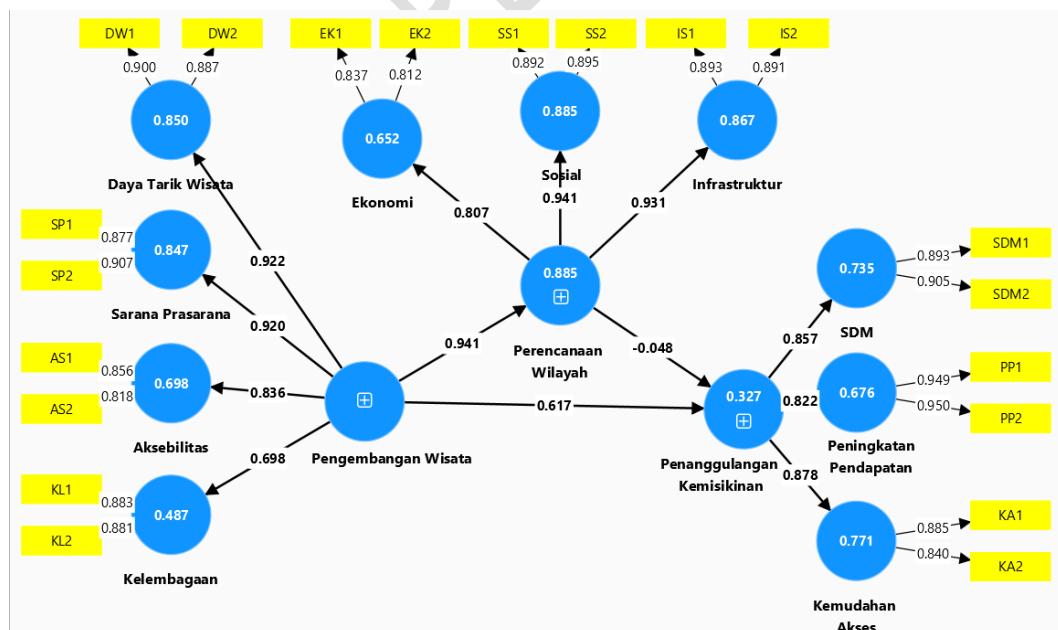 DW1
DW2
EK1
EK2
SS1
SS2
IS1
IS2
0.900
0.887
0.837
0.812
0.892
0.895
0.893
0.891
0.850
0.652
0.885
0.867
Daya Tarik Wisata
Ekonomi
Sosial
Infrastruktur
SP1
SP2
0.877
0.907
0.847
Sarana Prasarana
0.922
0.920
0.807
0.941
0.931
0.885
Perencanaan
Wilayah
SDM1
SDM2
0.893
0.905
0.735
SDM
AS1
AS2
0.856
0.818
0.698
Aksebilitas
0.836
0.941
-0.048
0.857
0.617
Pengembangan Wisata
0.327
Penanggulangan
Kemisikinan
0.822
0.676
Peningkatan
Pendapatan
0.949
0.950
PP1
PP2
KL1
KL2
0.883
0.881
0.487
Kelembagaan
0.698
0.878
0.771
Kemudahan
Akses
0.885
0.840
KA1
KA2